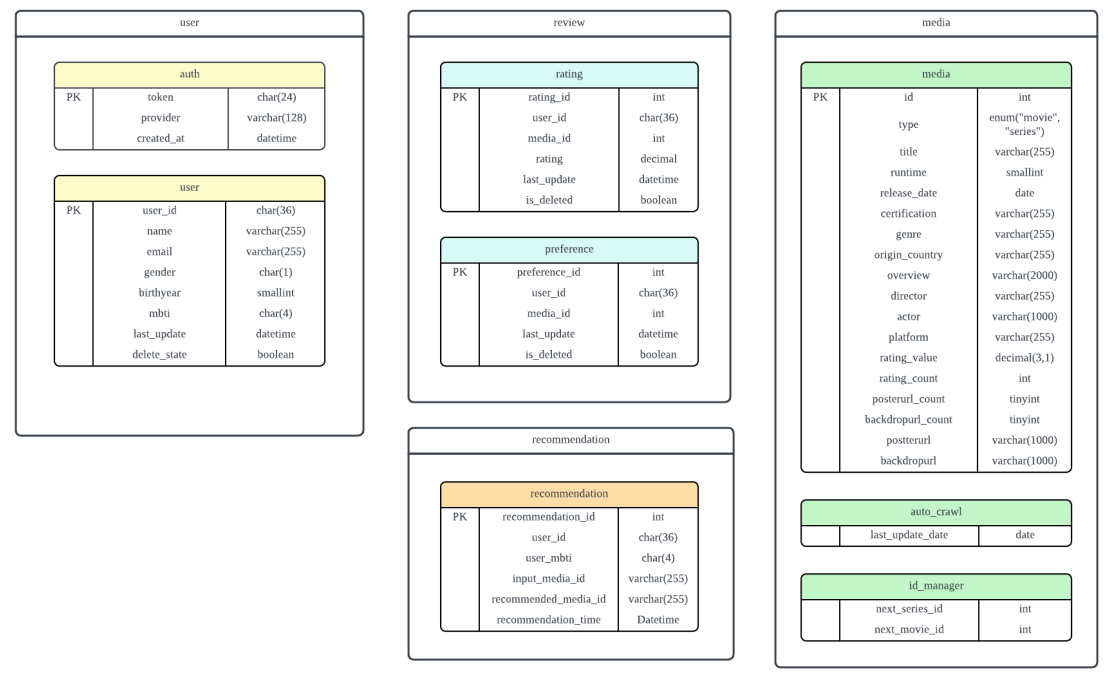 user
auth
PK token char(24)
provider varchar(128)
created_at datetime
user
PK user_id char(36)
name varchar(255)
email varchar(255)
gender char(1)
birthyear smallint
mbti char(4)
last_update datetime
delete_state boolean
review
rating
PK rating_id int
user_id char(36)
media_id int
rating decimal
last_update datetime
is_deleted boolean
preference
PK preference_id int
user_id char(36)
media_id int
last_update datetime
is_deleted boolean
recommendation
recommendation
PK recommendation_id int
user_id char(36)
user_mbti char(4)
input_media_id varchar(255)
recommended_media_id varchar(255)
recommendation_time Datetime
media
media
PK id int
type enum("movie",
"series")
title varchar(255)
runtime smallint
release_date date
certification varchar(255)
genre varchar(255)
origin_country varchar(255)
overview varchar(2000)
director varchar(255)
actor varchar(1000)
platform varchar(255)
rating_value decimal(3,1)
rating_count int
posterurl_count tinyint
backdropurl_count tinyint
postterurl varchar(1000)
backdropurl varchar(1000)
auto_crawl
last_update_date date
id_manager
next_series_id int
next_movie_id int